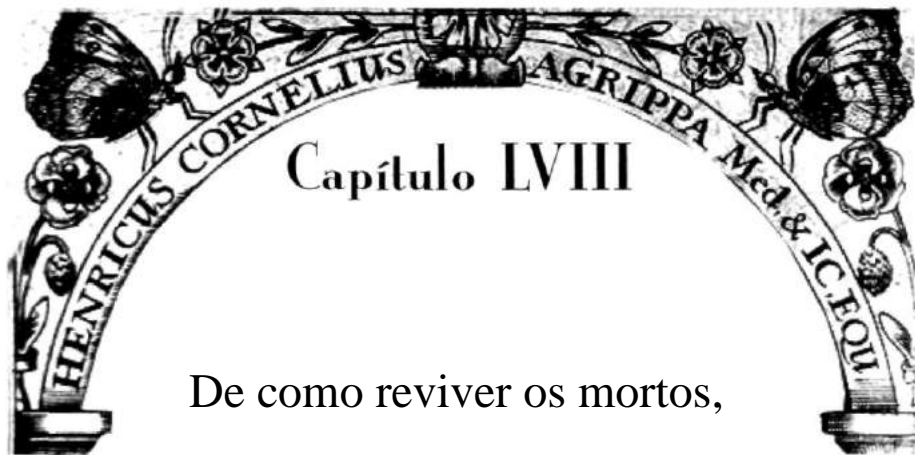 HENRICUS CORNELIUS AGRIPPA Med, & IC, EQU
Capítulo LVIII
De como reviver os mortos,